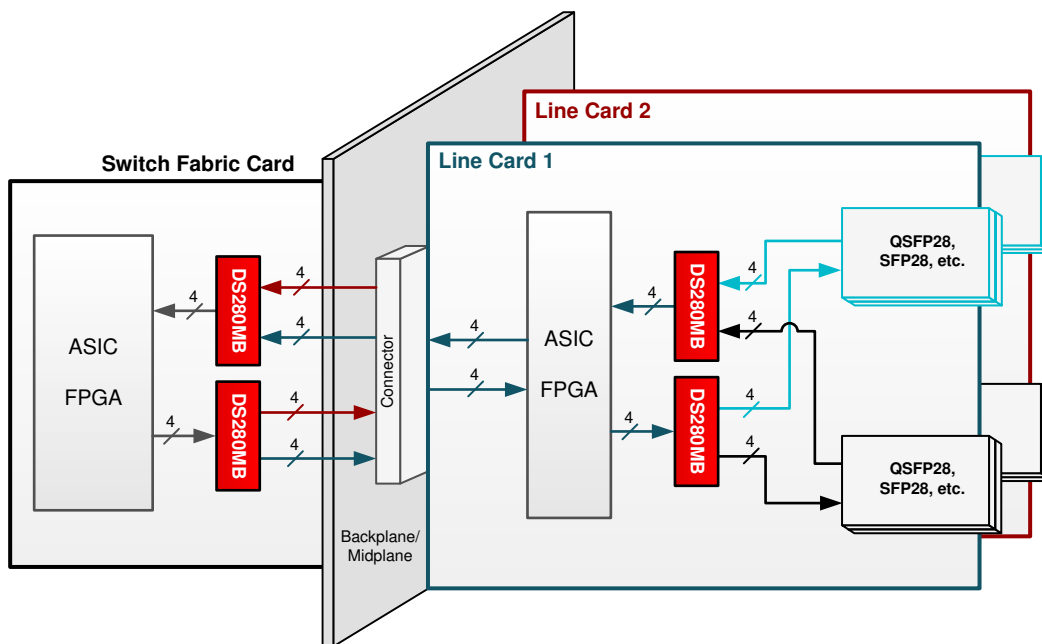 Switch Fabric Card
ASIC
FPGA
4
4
DS280MB
DS280MB
4
4
4
4
Connector
Backplane/
Midplane
Line Card 2
Line Card 1
4
4
ASIC
FPGA
4
4
DS280MB
DS280MB
4
4
4
4
QSFP28,
SFP28, etc.
QSFP28,
SFP28, etc.